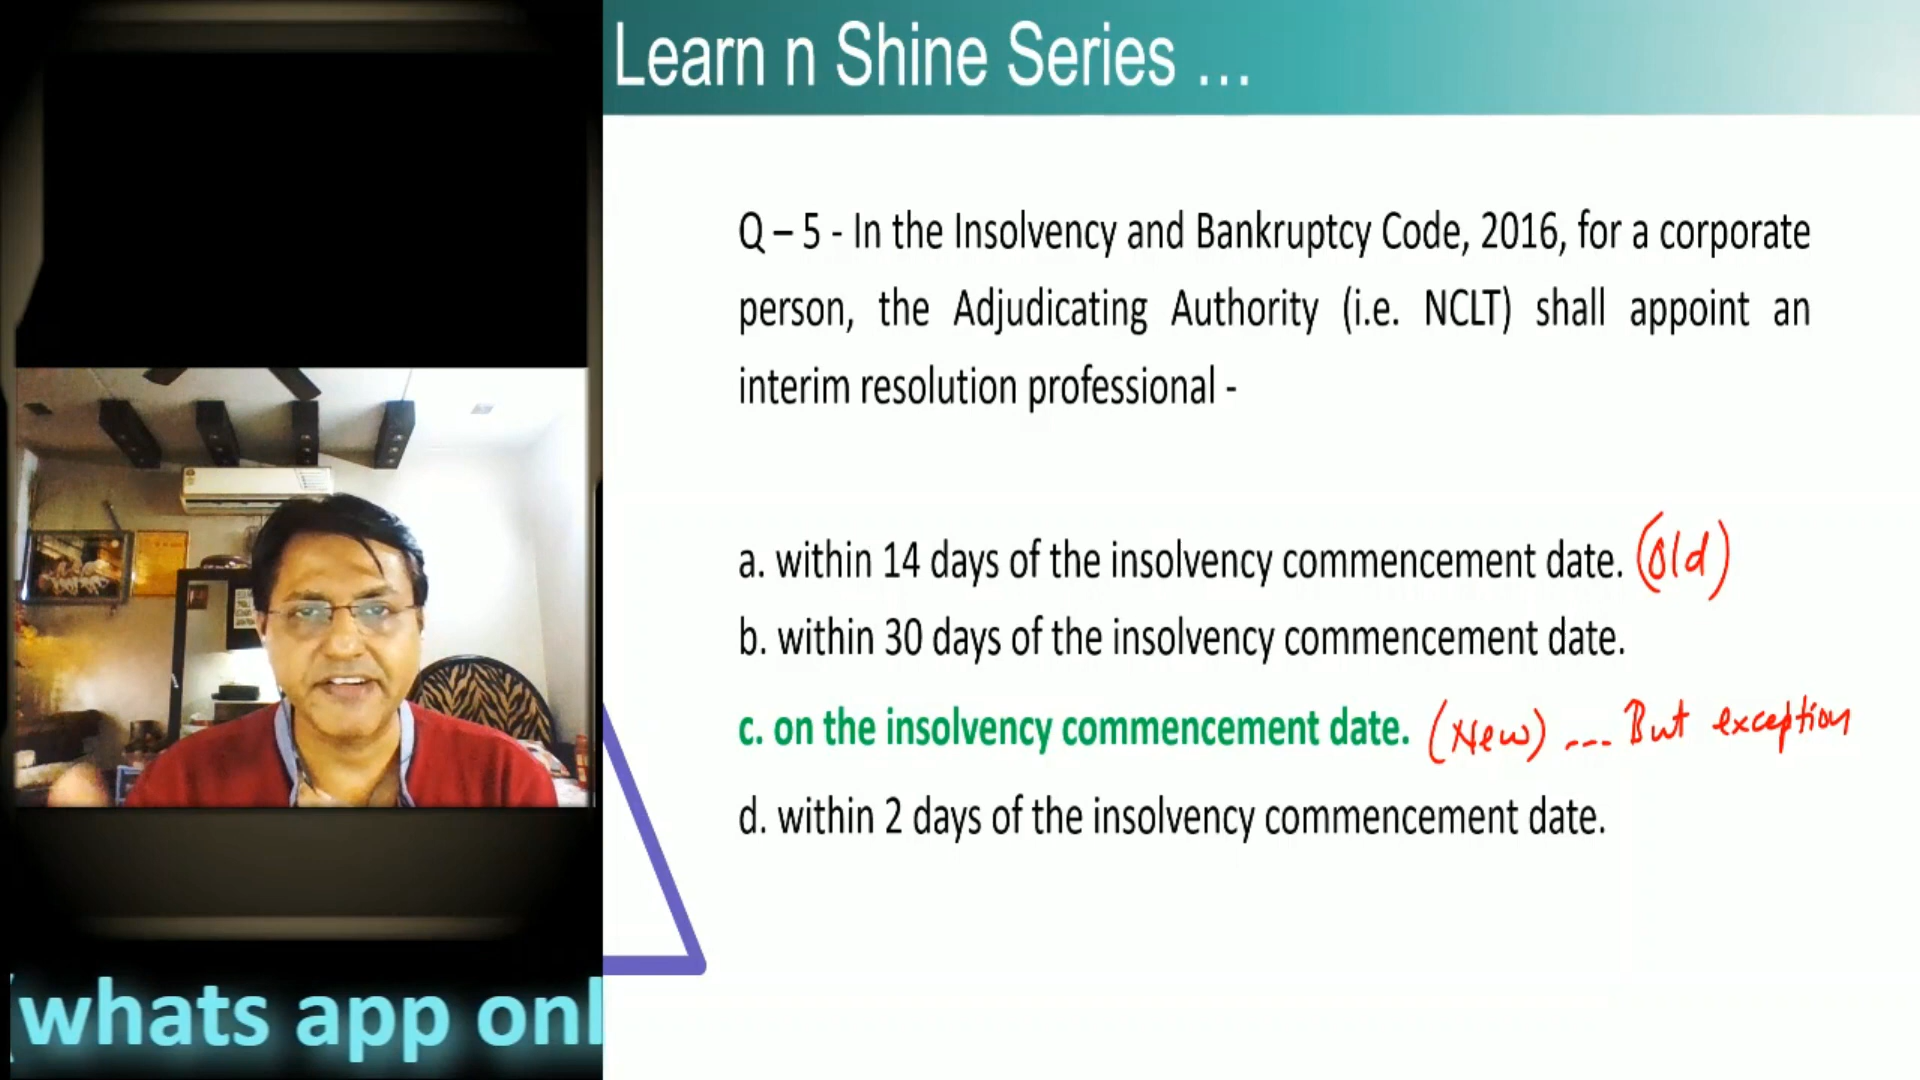 Learn n Shine Series ...
Q – 5 - In the Insolvency and Bankruptcy Code, 2016, for a corporate
person, the Adjudicating Authority (i.e. NCLT) shall appoint an
interim resolution professional -
a. within 14 days of the insolvency commencement date. (Old)
b. within 30 days of the insolvency commencement date.
c. on the insolvency commencement date. (New) ... But exception
d. within 2 days of the insolvency commencement date.
(whats app onl